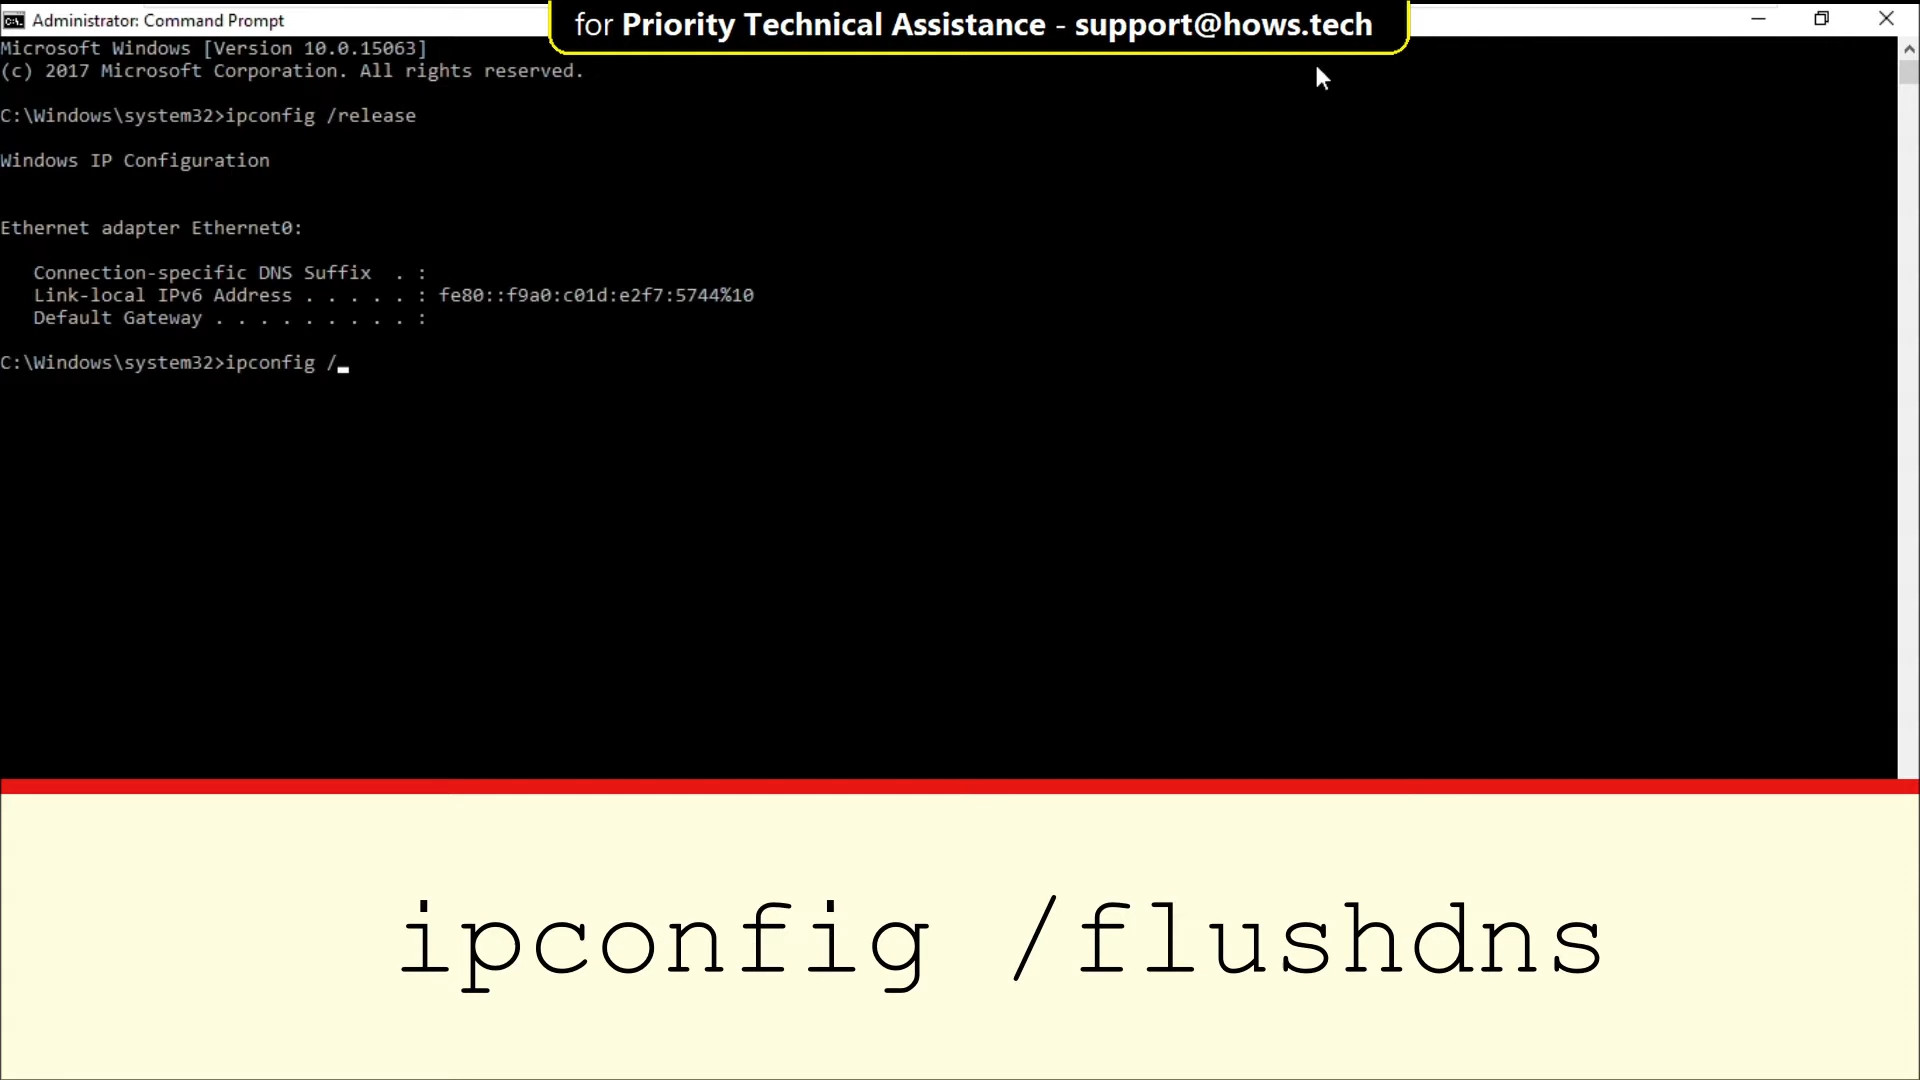 Administrator: Command Prompt
for Priority Technical Assistance - support@hows.tech
Microsoft Windows [Version 10.0.15063]
(c) 2017 Microsoft Corporation. All rights reserved.
C:\Windows\system32>ipconfig /release
Windows IP Configuration
Ethernet adapter Ethernet0:
Connection-specific DNS Suffix . :
Link-local IPv6 Address . . . . . : fe80::f9a0:c01d:e2f7:5744%10
Default Gateway . . . . . . . . . :
C:\Windows\system32>ipconfig /_
ipconfig /flushdns